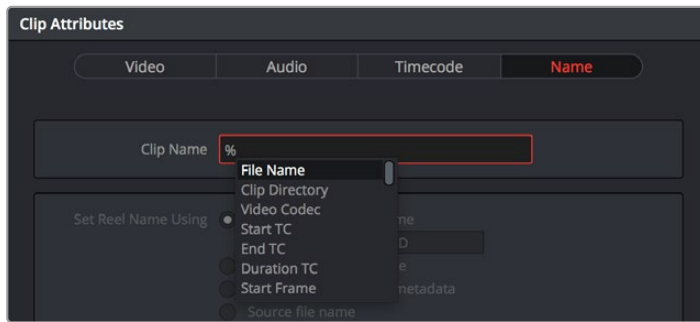 Clip Attributes
Video Audio Timecode Name
Clip Name %
File Name
Clip Directory
Video Codec
Set Reel Name Using
Start TC
End TC
Duration TC
Start Frame
metadata
Source file name